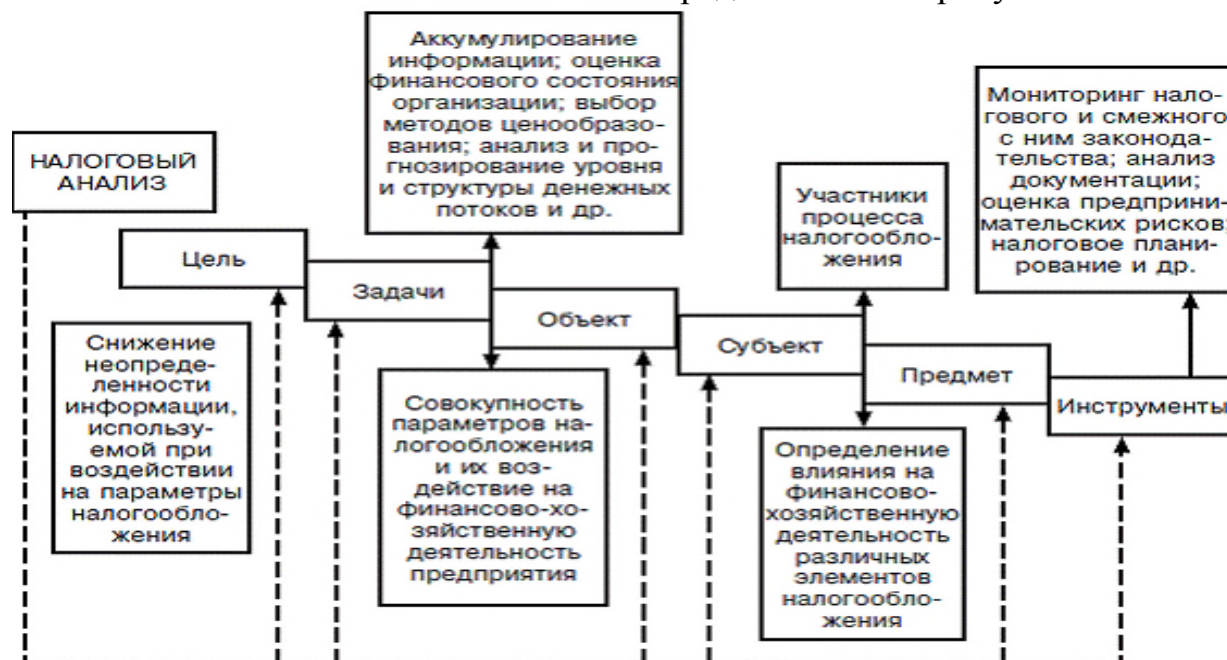 Аккумулирование
информации; оценка
финансового состояния
организации; выбор
методов ценообразо-
вания; анализ и про-
гнозирование уровня
и структуры денежных
потоков и др.
Мониторинг нало-
гового и смежного
с ним законода-
тельства; анализ
документации;
оценка предприни-
мательских рисков;
налоговое плани-
рование и др.
НАЛОГОВЫЙ
АНАЛИЗ
Участники
процесса
налогообло-
жения
Цель
Задачи
Объект
Субъект
Предмет
Инструменты
Снижение
неопреде-
ленности
информации,
использу-
емой при
воздействии
на параметры
налогообло-
жения
Совокупность
параметров на-
логообложения
и их воз-
действие на
финансово-хо-
зяйственную
деятельность
предприятия
Определение
влияния на
финансово-
хозяйственную
деятельность
различных
элементов
налогообло-
жения